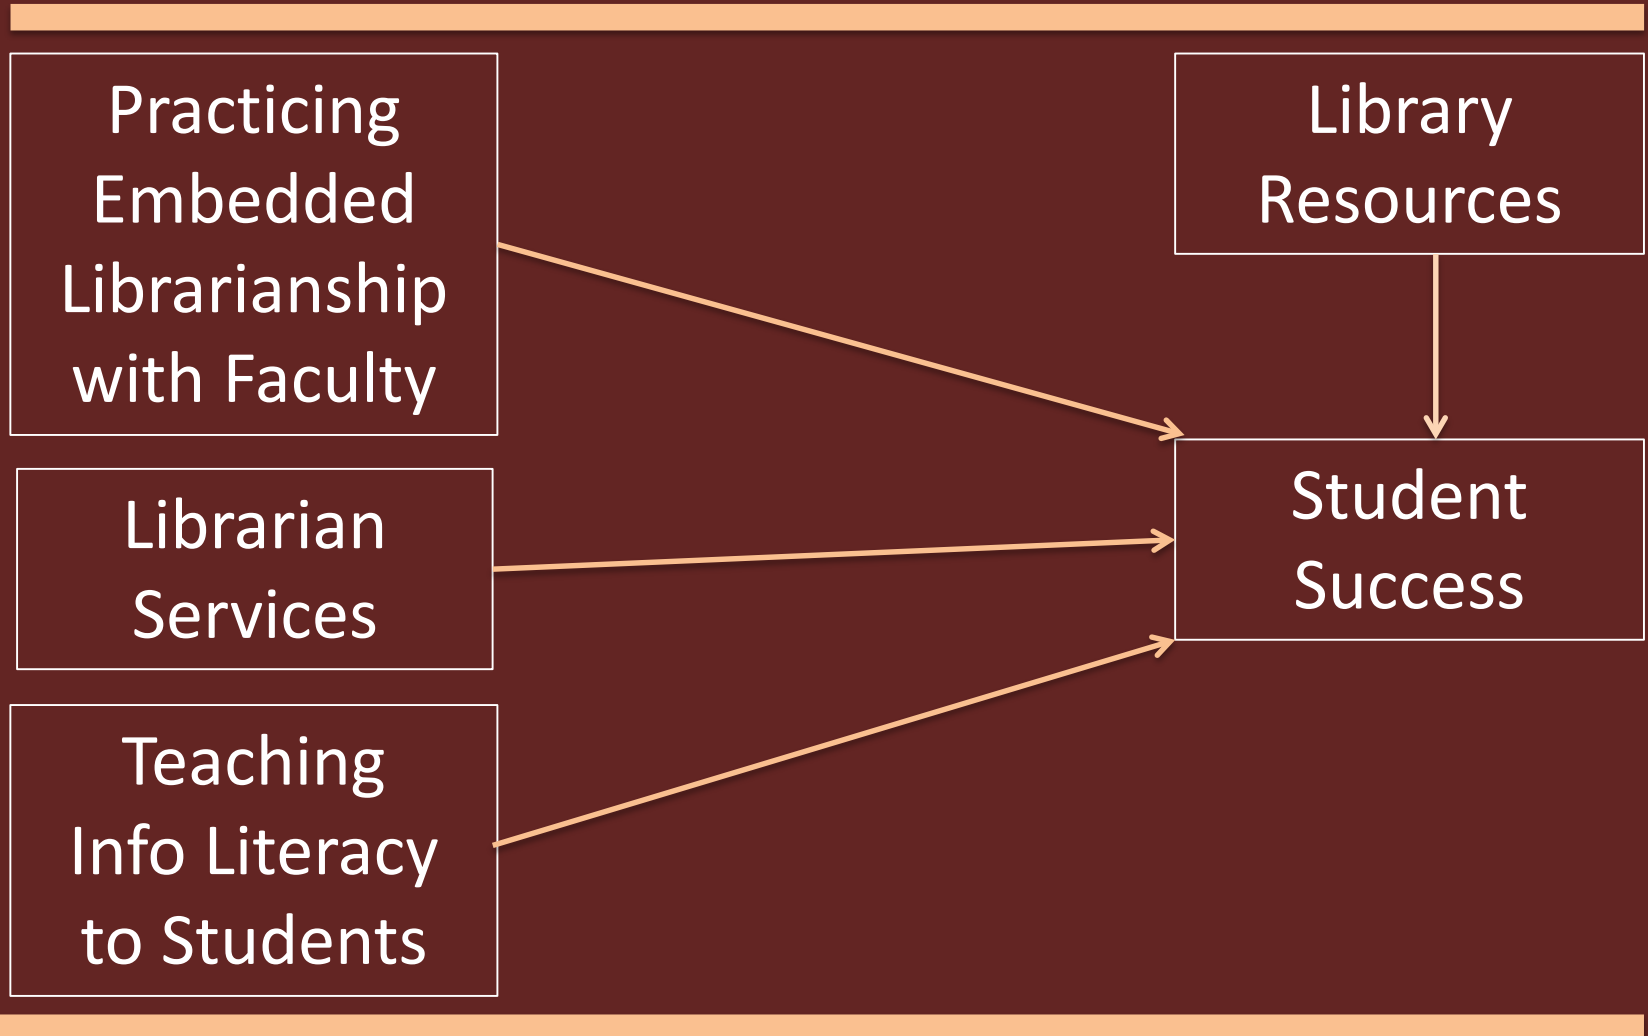 Practicing
Embedded
Librarianship
with Faculty
Library
Resources
Librarian
Services
Student
Success
Teaching
Info Literacy
to Students